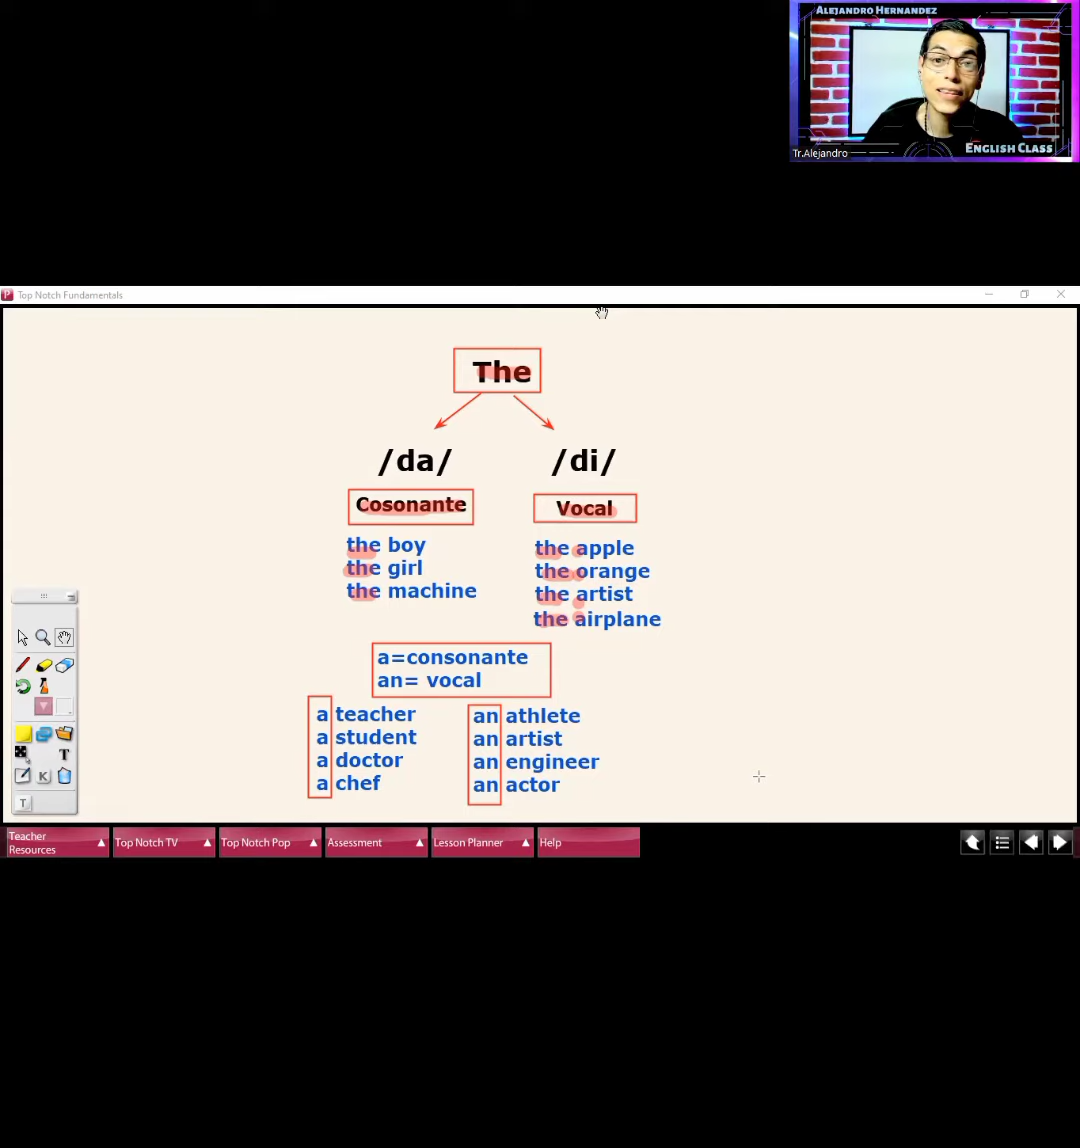 ALEJANDRO HERNANDEZ
Tr.Alejandro
ENGLISH CLASS
Top Notch Fundamentals
The
/da/ /di/
Cosonante Vocal
the boy the apple
the girl the orange
the machine the artist
the airplane
a=consonante
an= vocal
a teacher an athlete
a student an artist
a doctor an engineer
a chef an actor
T
K
T
Teacher Resources
Top Notch TV
Top Notch Pop
Assessment
Lesson Planner
Help